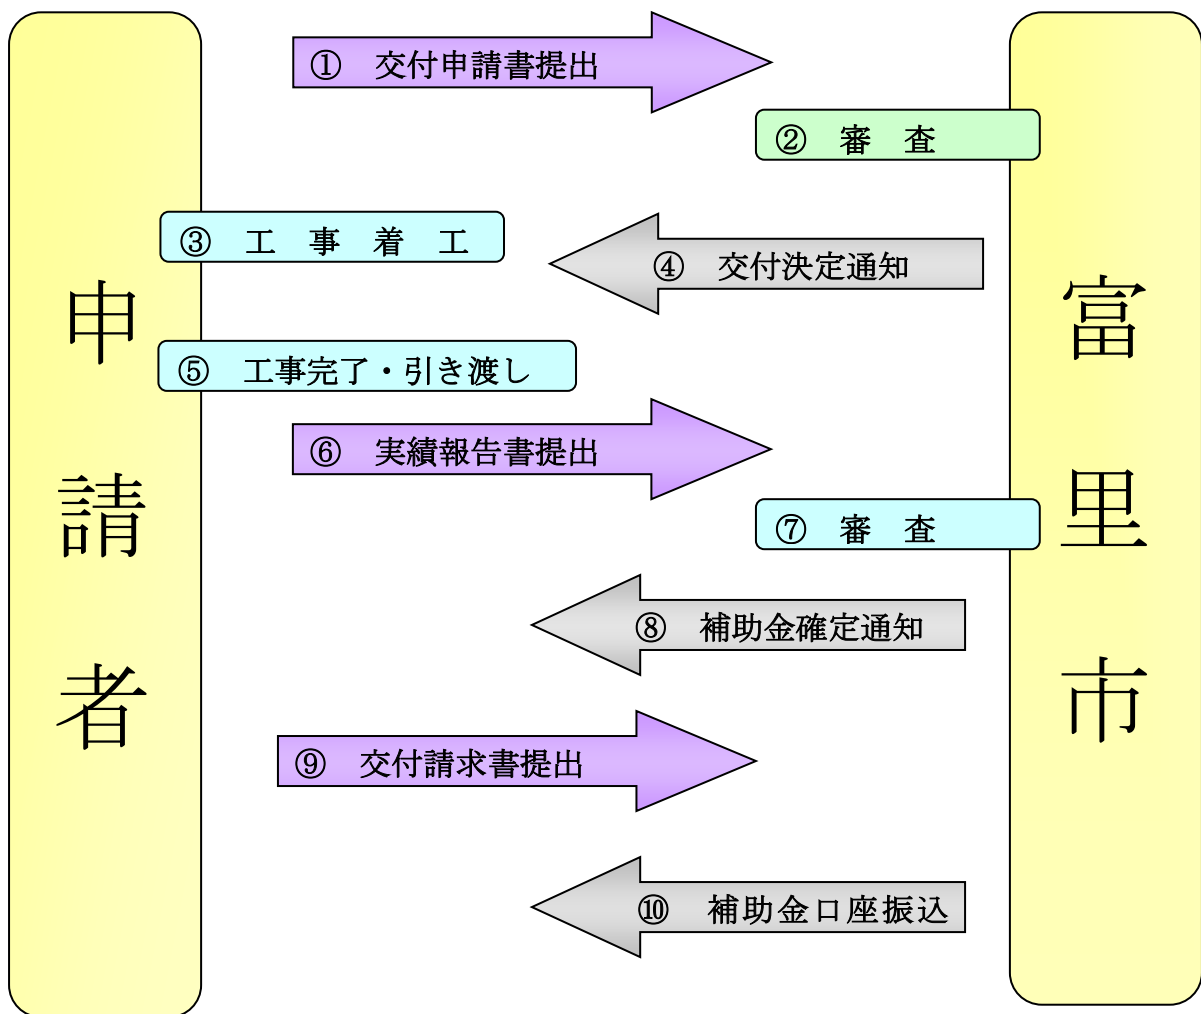 申請者
①　交付申請書提出
②　審　査
③　工　事　着　工
④　交付決定通知
⑤　工事完了・引き渡し
⑥　実績報告書提出
⑦　審　査
⑧　補助金確定通知
⑨　交付請求書提出
⑩　補助金口座振込
富里市